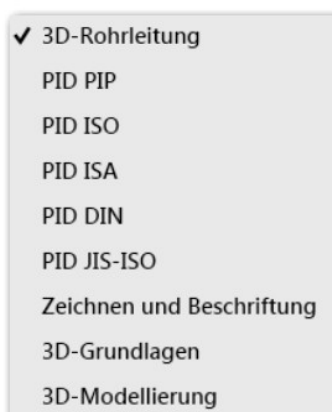 3D-Rohrleitung
PID PIP
PID ISO
PID ISA
PID DIN
PID JIS-ISO
Zeichnen und Beschriftung
3D-Grundlagen
3D-Modellierung